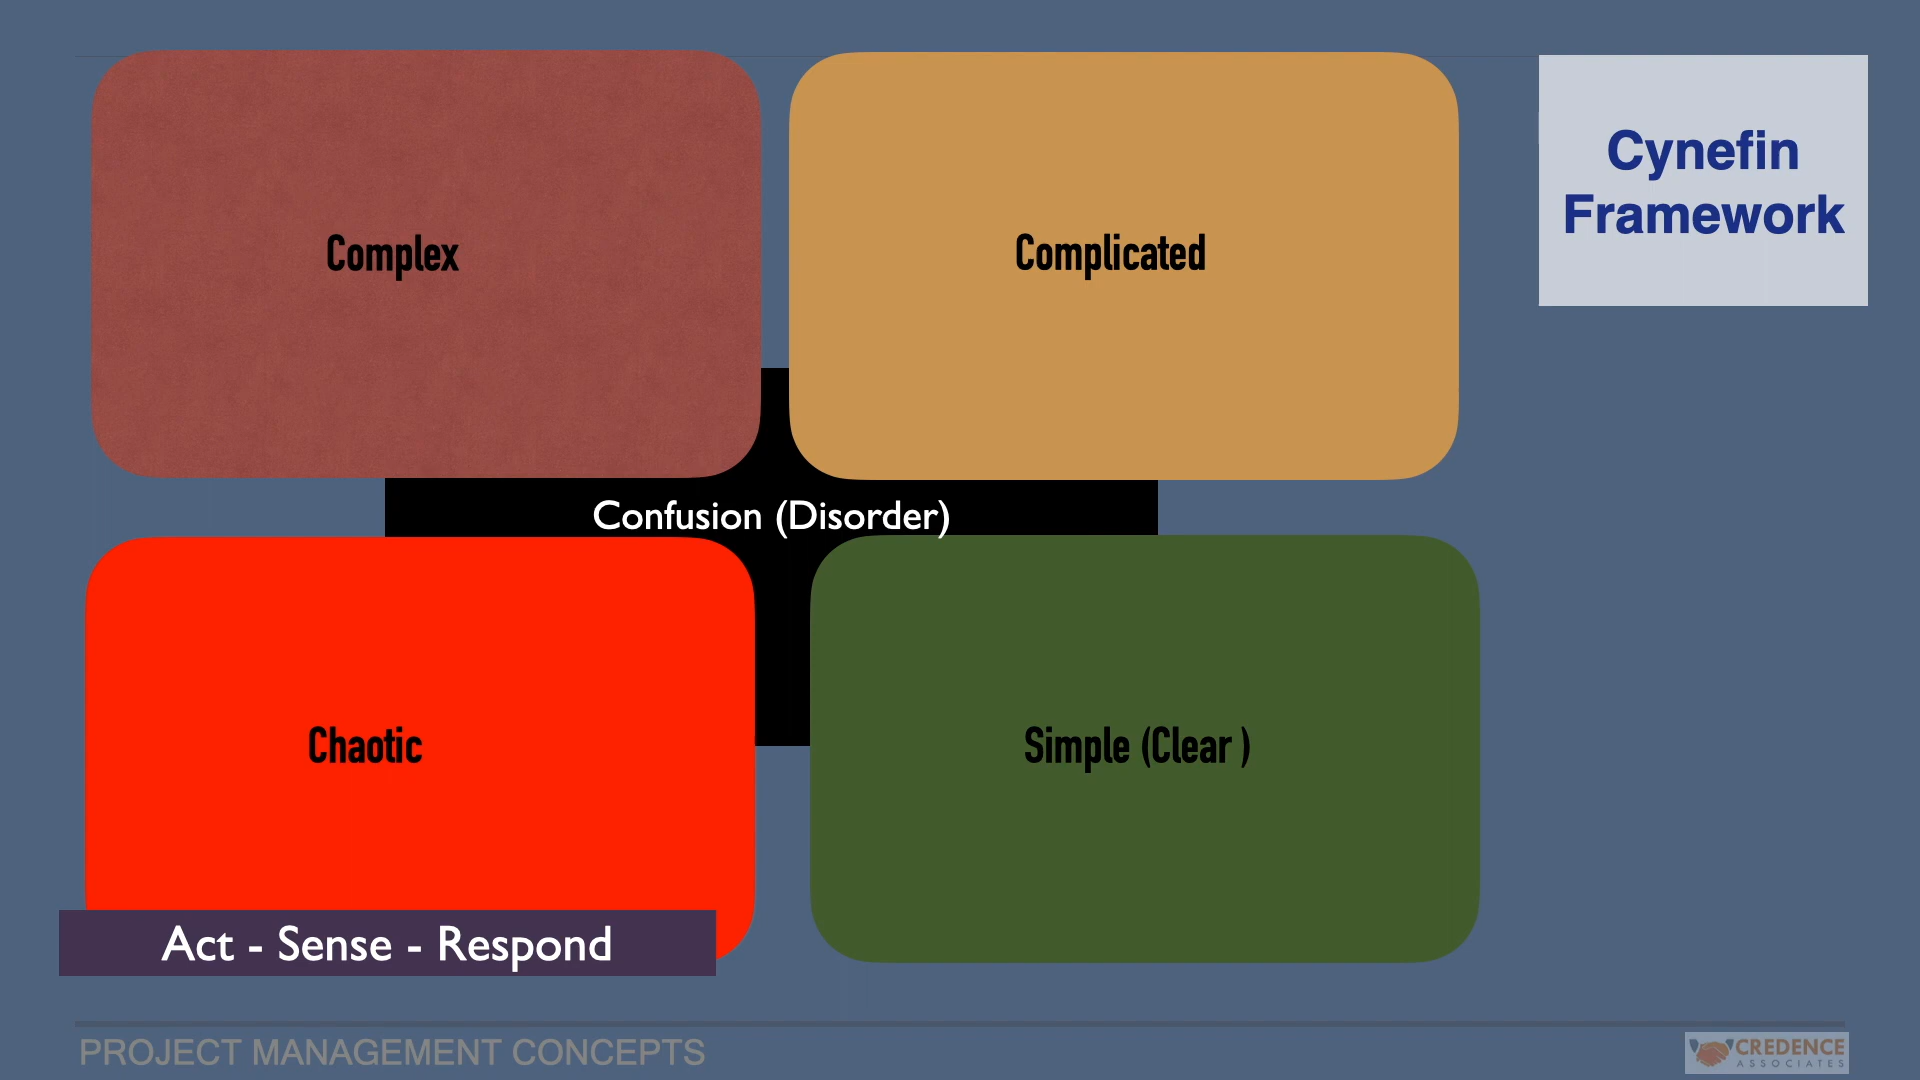 Cynefin
Framework
Complex
Complicated
Confusion (Disorder)
Chaotic
Simple (Clear )
Act - Sense - Respond
PROJECT MANAGEMENT CONCEPTS
CREDENCE
ASSOCIATES